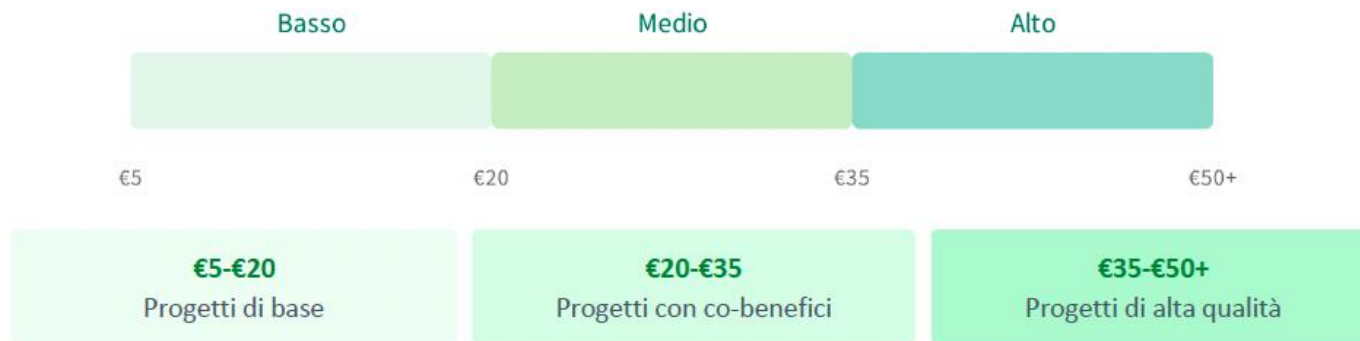 Basso Medio Alto
€5 €20 €35 €50+
€5-€20 €20-€35 €35-€50+
Progetti di base Progetti con co-benefici Progetti di alta qualità